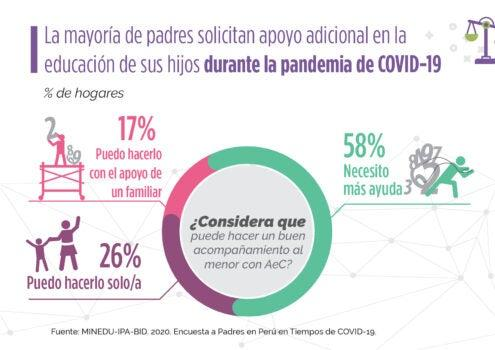 La mayoría de padres solicitan apoyo adicional en la
educación de sus hijos durante la pandemia de COVID-19
% de hogares
17%
Puedo hacerlo
con el apoyo de
un familiar
58%
Necesito
más ayuda
¿Considera que
puede hacer un buen
acompañamiento al
menor con AeC?
26%
Puedo hacerlo solo/a
Fuente: MINEDU-IPA-BID. 2020. Encuesta a Padres en Perú en Tiempos de COVID-19.